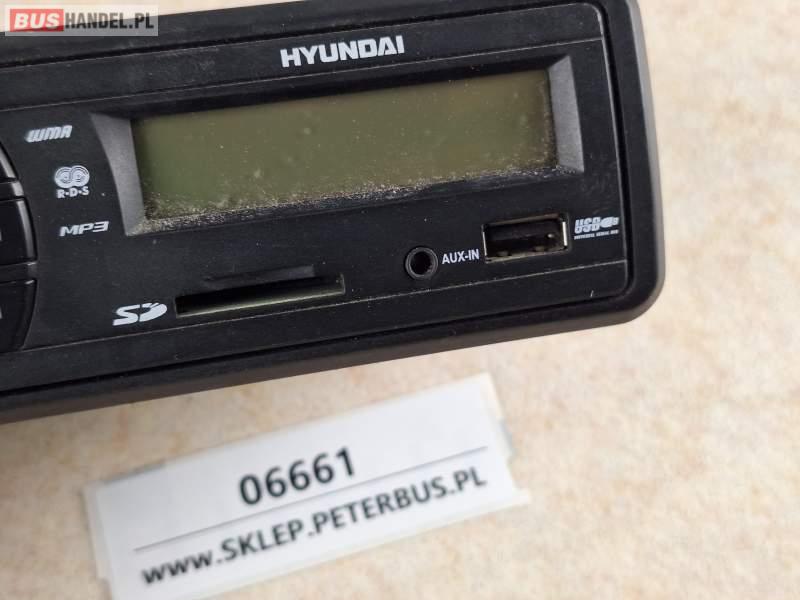 BUSHANDEL.PL
HYUNDAI
WMA
R·D·S
MP3
AUX-IN
USB
SD
06661
www.SKLEP.PETERBUS.PL